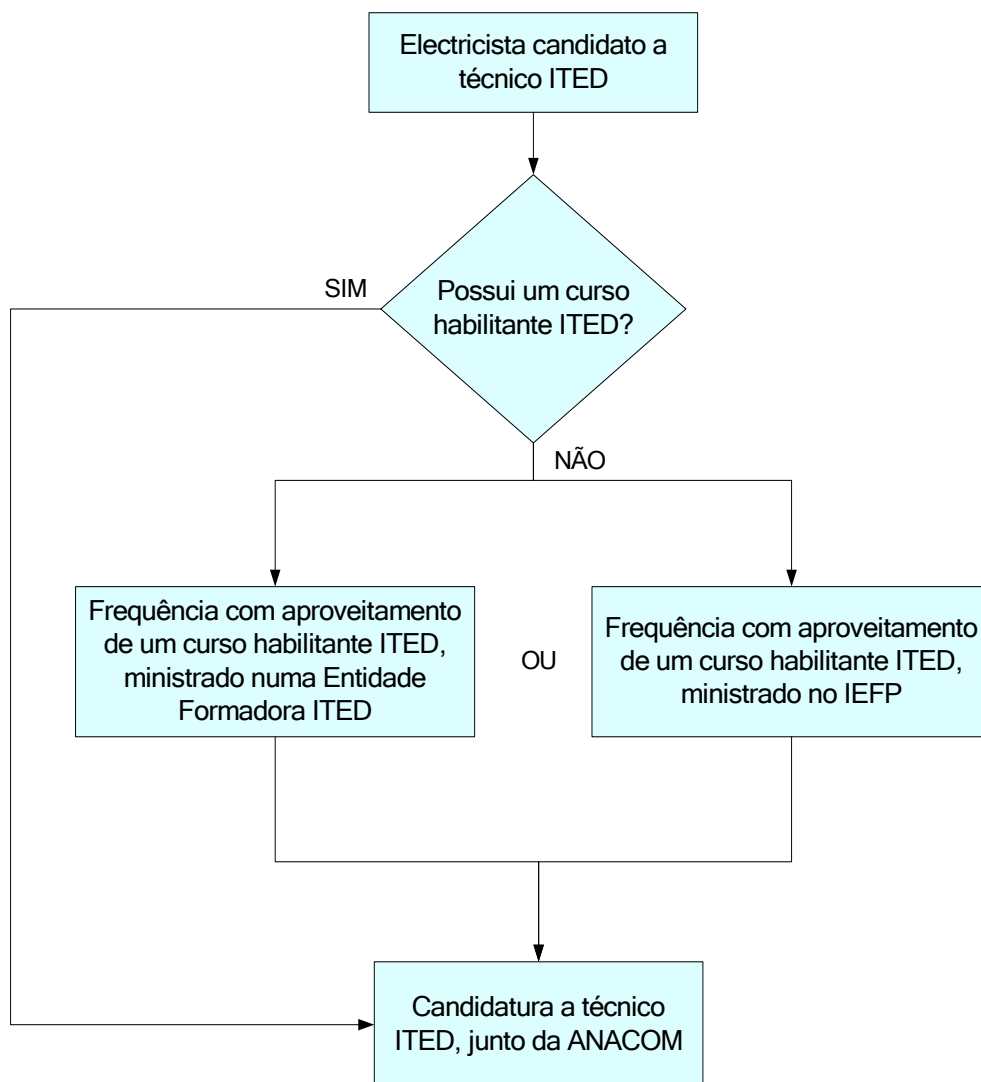 Electricista candidato a
técnico ITED
SIM
Possui um curso
habilitante ITED?
NÃO
Frequência com aproveitamento
de um curso habilitante ITED,
ministrado numa Entidade
Formadora ITED
OU
Frequência com aproveitamento
de um curso habilitante ITED,
ministrado no IEFP
Candidatura a técnico
ITED, junto da ANACOM